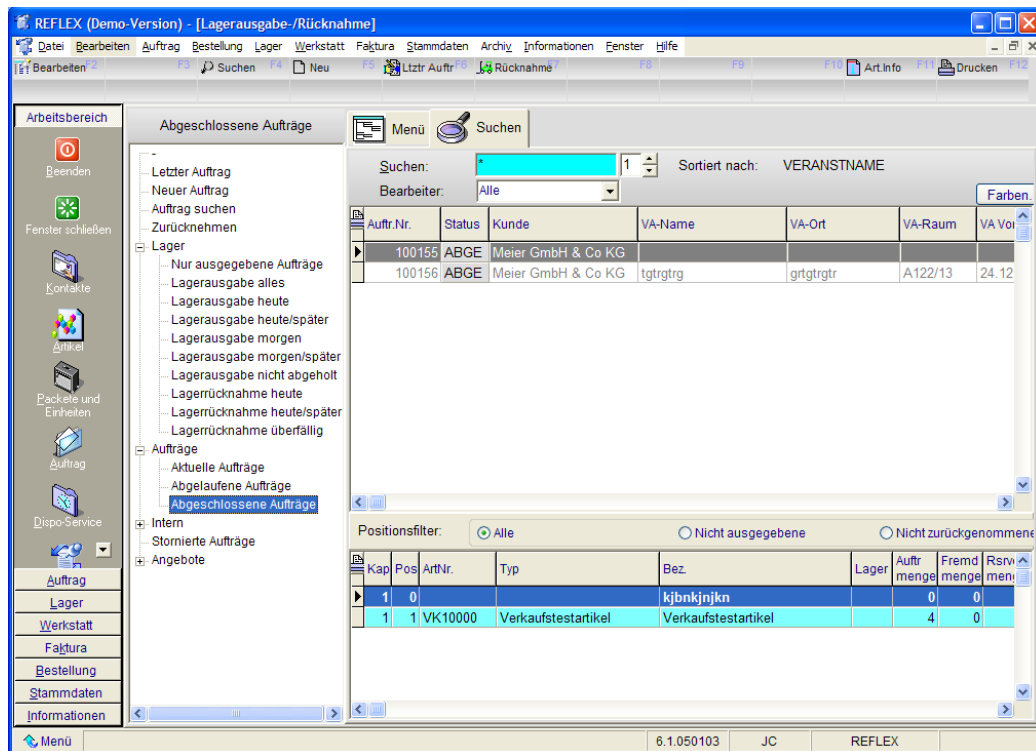 REFLEX (Demo-Version) - [Lagerausgabe-/Rücknahme]
Datei Bearbeiten Auftrag Bestellung Lager Werkstatt Faktura Stammdaten Archiv Informationen Fenster Hilfe
Bearbeiten F2 F3 Suchen F4 Neu F5 Ltztr Auftr F6 Rücknahme F7 F8 F9 F10 Art.Info F11 Drucken F12
Arbeitsbereich
Beenden
Fenster schließen
Kontakte
Artikel
Packete und
Einheiten
Auftrag
Dispo-Service
Auftrag
Lager
Werkstatt
Faktura
Bestellung
Stammdaten
Informationen
Abgeschlossene Aufträge
-
Letzter Auftrag
Neuer Auftrag
Auftrag suchen
Zurücknehmen
Lager
Nur ausgegebene Aufträge
Lagerausgabe alles
Lagerausgabe heute
Lagerausgabe heute/später
Lagerausgabe morgen
Lagerausgabe morgen/später
Lagerausgabe nicht abgeholt
Lagerrücknahme heute
Lagerrücknahme heute/später
Lagerrücknahme überfällig
Aufträge
Aktuelle Aufträge
Abgelaufene Aufträge
Abgeschlossene Aufträge
Intern
Stornierte Aufträge
Angebote
Menü Suchen
Suchen: * 1 Sortiert nach: VERANSTNAME
Bearbeiter: Alle
Farben.
Auftr.Nr. Status Kunde VA-Name VA-Ort VA-Raum VA Vor
100155 ABGE Meier GmbH & Co KG
100156 ABGE Meier GmbH & Co KG tgtrgtrg grtgtrgtr A122/13 24.12
Positionsfilter: Alle Nicht ausgegebene Nicht zurückgenommene
Kap Pos ArtNr. Typ Bez. Lager Auftr menge Fremd menge Rsrv meng
1 0 kjbnkjnjkn 0 0
1 1 VK10000 Verkaufstestartikel Verkaufstestartikel 4 0
Menü 6.1.050103 JC REFLEX